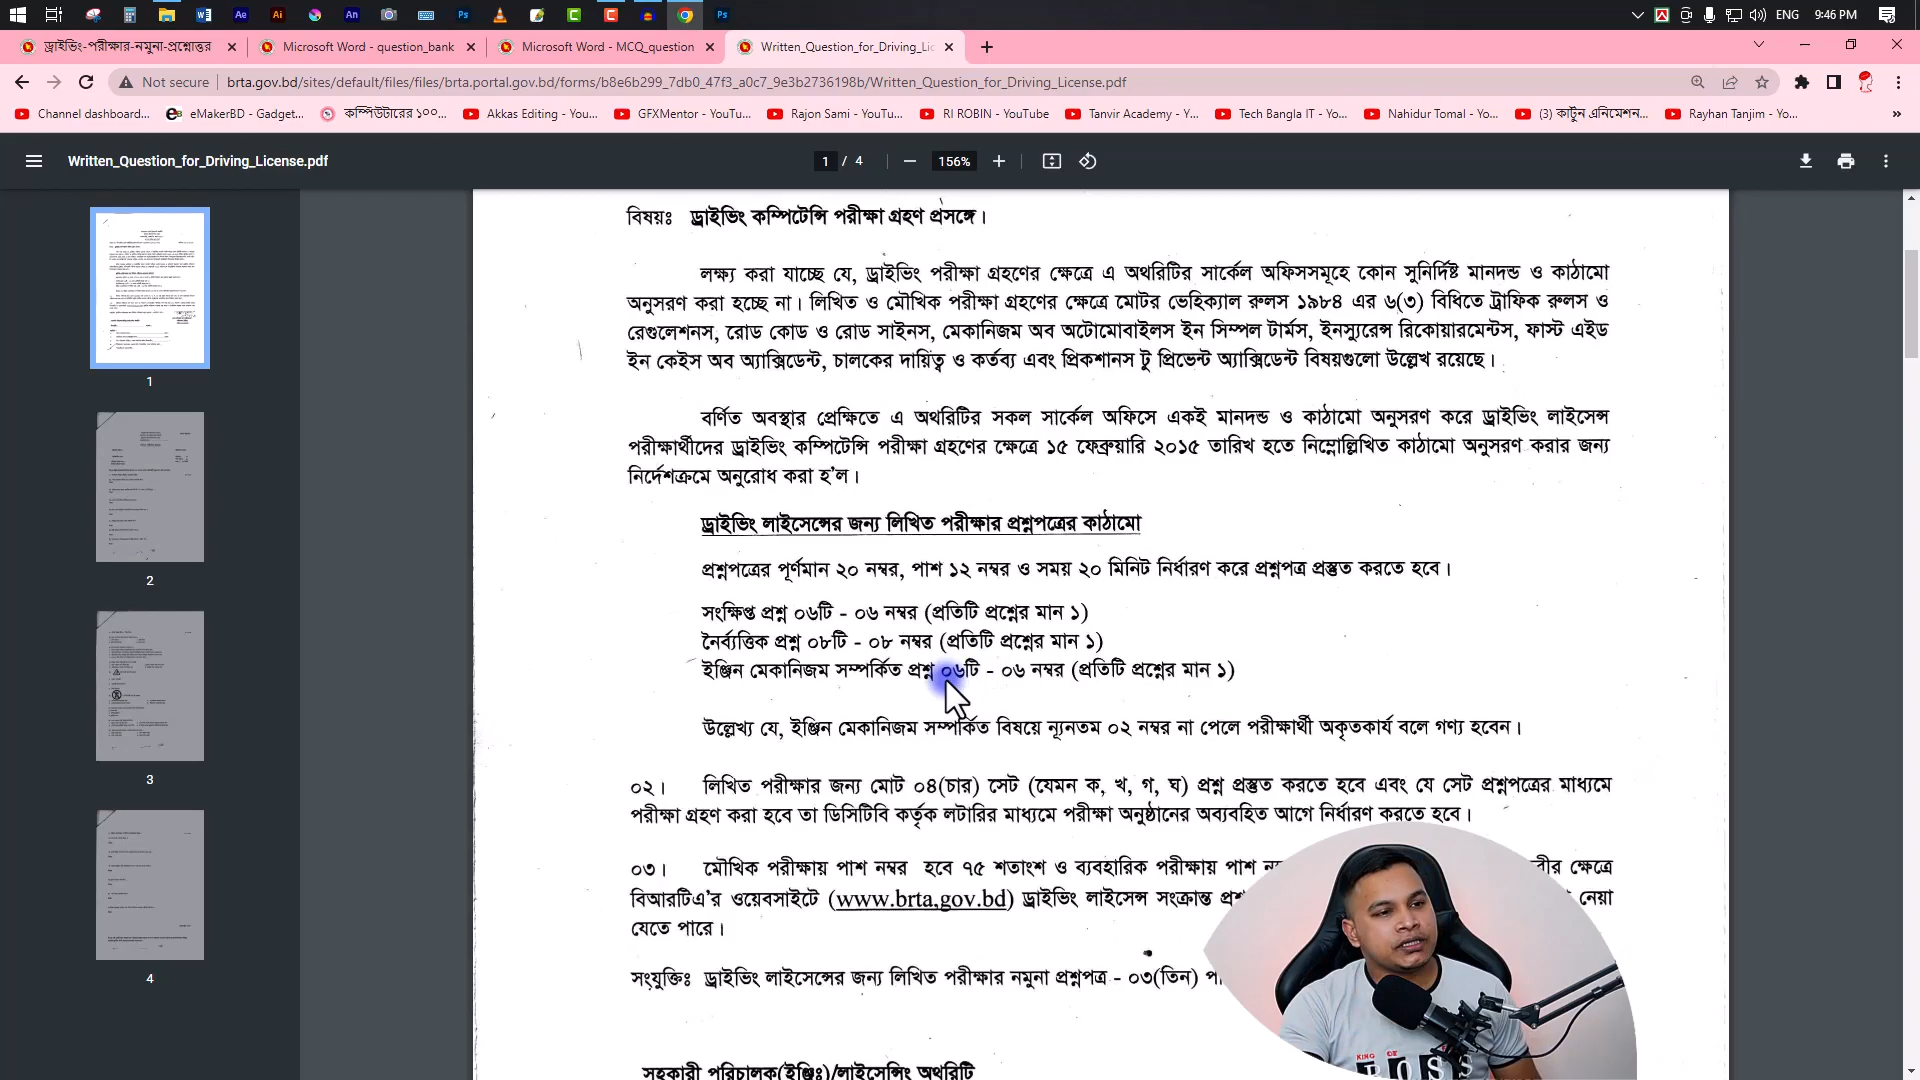 ENG 9:46 PM
ড্রাইভিং-পরীক্ষার-নমুনা-প্রশ্নোত্তর
Microsoft Word - question_bank
Microsoft Word - MCQ_question
Written_Question_for_Driving_Lic
Not secure
brta.gov.bd/sites/default/files/files/brta.portal.gov.bd/forms/b8e6b299_7db0_47f3_a0c7_9e3b2736198b/Written_Question_for_Driving_License.pdf
Channel dashboard...
eMakerBD - Gadget...
কম্পিউটারের ১০০...
Akkas Editing - You...
GFXMentor - YouTu...
Rajon Sami - YouTu...
RI ROBIN - YouTube
Tanvir Academy - Y...
Tech Bangla IT - Yo...
Nahidur Tomal - Yo...
(3) কার্টুন এনিমেশন...
Rayhan Tanjim - Yo...
Written_Question_for_Driving_License.pdf
1 / 4
156%
1
2
3
4
বিষয়ঃ ড্রাইভিং কম্পিটেন্সি পরীক্ষা গ্রহণ প্রসঙ্গে।
লক্ষ্য করা যাচ্ছে যে, ড্রাইভিং পরীক্ষা গ্রহণের ক্ষেত্রে এ অথরিটির সার্কেল অফিসসমূহে কোন সুনির্দিষ্ট মানদন্ড ও কাঠামো
অনুসরণ করা হচ্ছে না। লিখিত ও মৌখিক পরীক্ষা গ্রহণের ক্ষেত্রে মোটর ভেহিক্যাল রুলস ১৯৮৪ এর ৬(৩) বিধিতে ট্রাফিক রুলস ও
রেগুলেশনস, রোড কোড ও রোড সাইনস, মেকানিজম অব অটোমোবাইলস ইন সিম্পল টার্মস, ইনস্যুরেন্স রিকোয়ারমেন্টস, ফাস্ট এইড
ইন কেইস অব অ্যাক্সিডেন্ট, চালকের দায়িত্ব ও কর্তব্য এবং প্রিকশানস টু প্রিভেন্ট অ্যাক্সিডেন্ট বিষয়গুলো উল্লেখ রয়েছে।
বর্ণিত অবস্থার প্রেক্ষিতে এ অথরিটির সকল সার্কেল অফিসে একই মানদন্ড ও কাঠামো অনুসরণ করে ড্রাইভিং লাইসেন্স
পরীক্ষার্থীদের ড্রাইভিং কম্পিটেন্সি পরীক্ষা গ্রহণের ক্ষেত্রে ১৫ ফেব্রুয়ারি ২০১৫ তারিখ হতে নিম্নোল্লিখিত কাঠামো অনুসরণ করার জন্য
নির্দেশক্রমে অনুরোধ করা হ'ল।
ড্রাইভিং লাইসেন্সের জন্য লিখিত পরীক্ষার প্রশ্নপত্রের কাঠামো
প্রশ্নপত্রের পূর্ণমান ২০ নম্বর, পাশ ১২ নম্বর ও সময় ২০ মিনিট নির্ধারণ করে প্রশ্নপত্র প্রস্তুত করতে হবে।
সংক্ষিপ্ত প্রশ্ন ০৬টি - ০৬ নম্বর (প্রতিটি প্রশ্নের মান ১)
নৈর্ব্যত্তিক প্রশ্ন ০৮টি - ০৮ নম্বর (প্রতিটি প্রশ্নের মান ১)
ইঞ্জিন মেকানিজম সম্পর্কিত প্রশ্ন ০৬টি - ০৬ নম্বর (প্রতিটি প্রশ্নের মান ১)
উল্লেখ্য যে, ইঞ্জিন মেকানিজম সম্পর্কিত বিষয়ে ন্যূনতম ০২ নম্বর না পেলে পরীক্ষার্থী অকৃতকার্য বলে গণ্য হবেন।
০২। লিখিত পরীক্ষার জন্য মোট ০৪(চার) সেট (যেমন ক, খ, গ, ঘ) প্রশ্ন প্রস্তুত করতে হবে এবং যে সেট প্রশ্নপত্রের মাধ্যমে
পরীক্ষা গ্রহণ করা হবে তা ডিসিটিবি কর্তৃক লটারির মাধ্যমে পরীক্ষা অনুষ্ঠানের অব্যবহিত আগে নির্ধারণ করতে হবে।
০৩। মৌখিক পরীক্ষায় পাশ নম্বর হবে ৭৫ শতাংশ ও ব্যবহারিক পরীক্ষায় পাশ ক্ষেত্রে
বিআরটিএ'র ওয়েবসাইটে (www.brta.gov.bd) ড্রাইভিং লাইসেন্স সংক্রান্ত নেয়া
যেতে পারে।
সংযুক্তিঃ ড্রাইভিং লাইসেন্সের জন্য লিখিত পরীক্ষার নমুনা প্রশ্নপত্র - ০৩(তিন)
সহকারী পরিচালক(ইঞ্জিঃ)/লাইসেন্সিং অথরিটি
KING OF